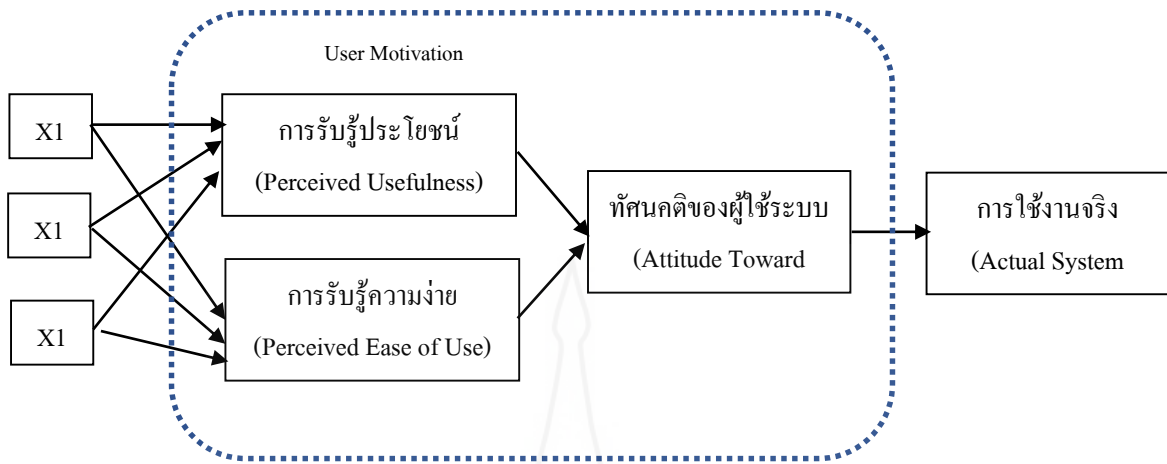 User Motivation
X1
X1
X1
การรับรู้ประโยชน์
(Perceived Usefulness)
การรับรู้ความง่าย
(Perceived Ease of Use)
ทัศนคติของผู้ใช้ระบบ
(Attitude Toward
การใช้งานจริง
(Actual System